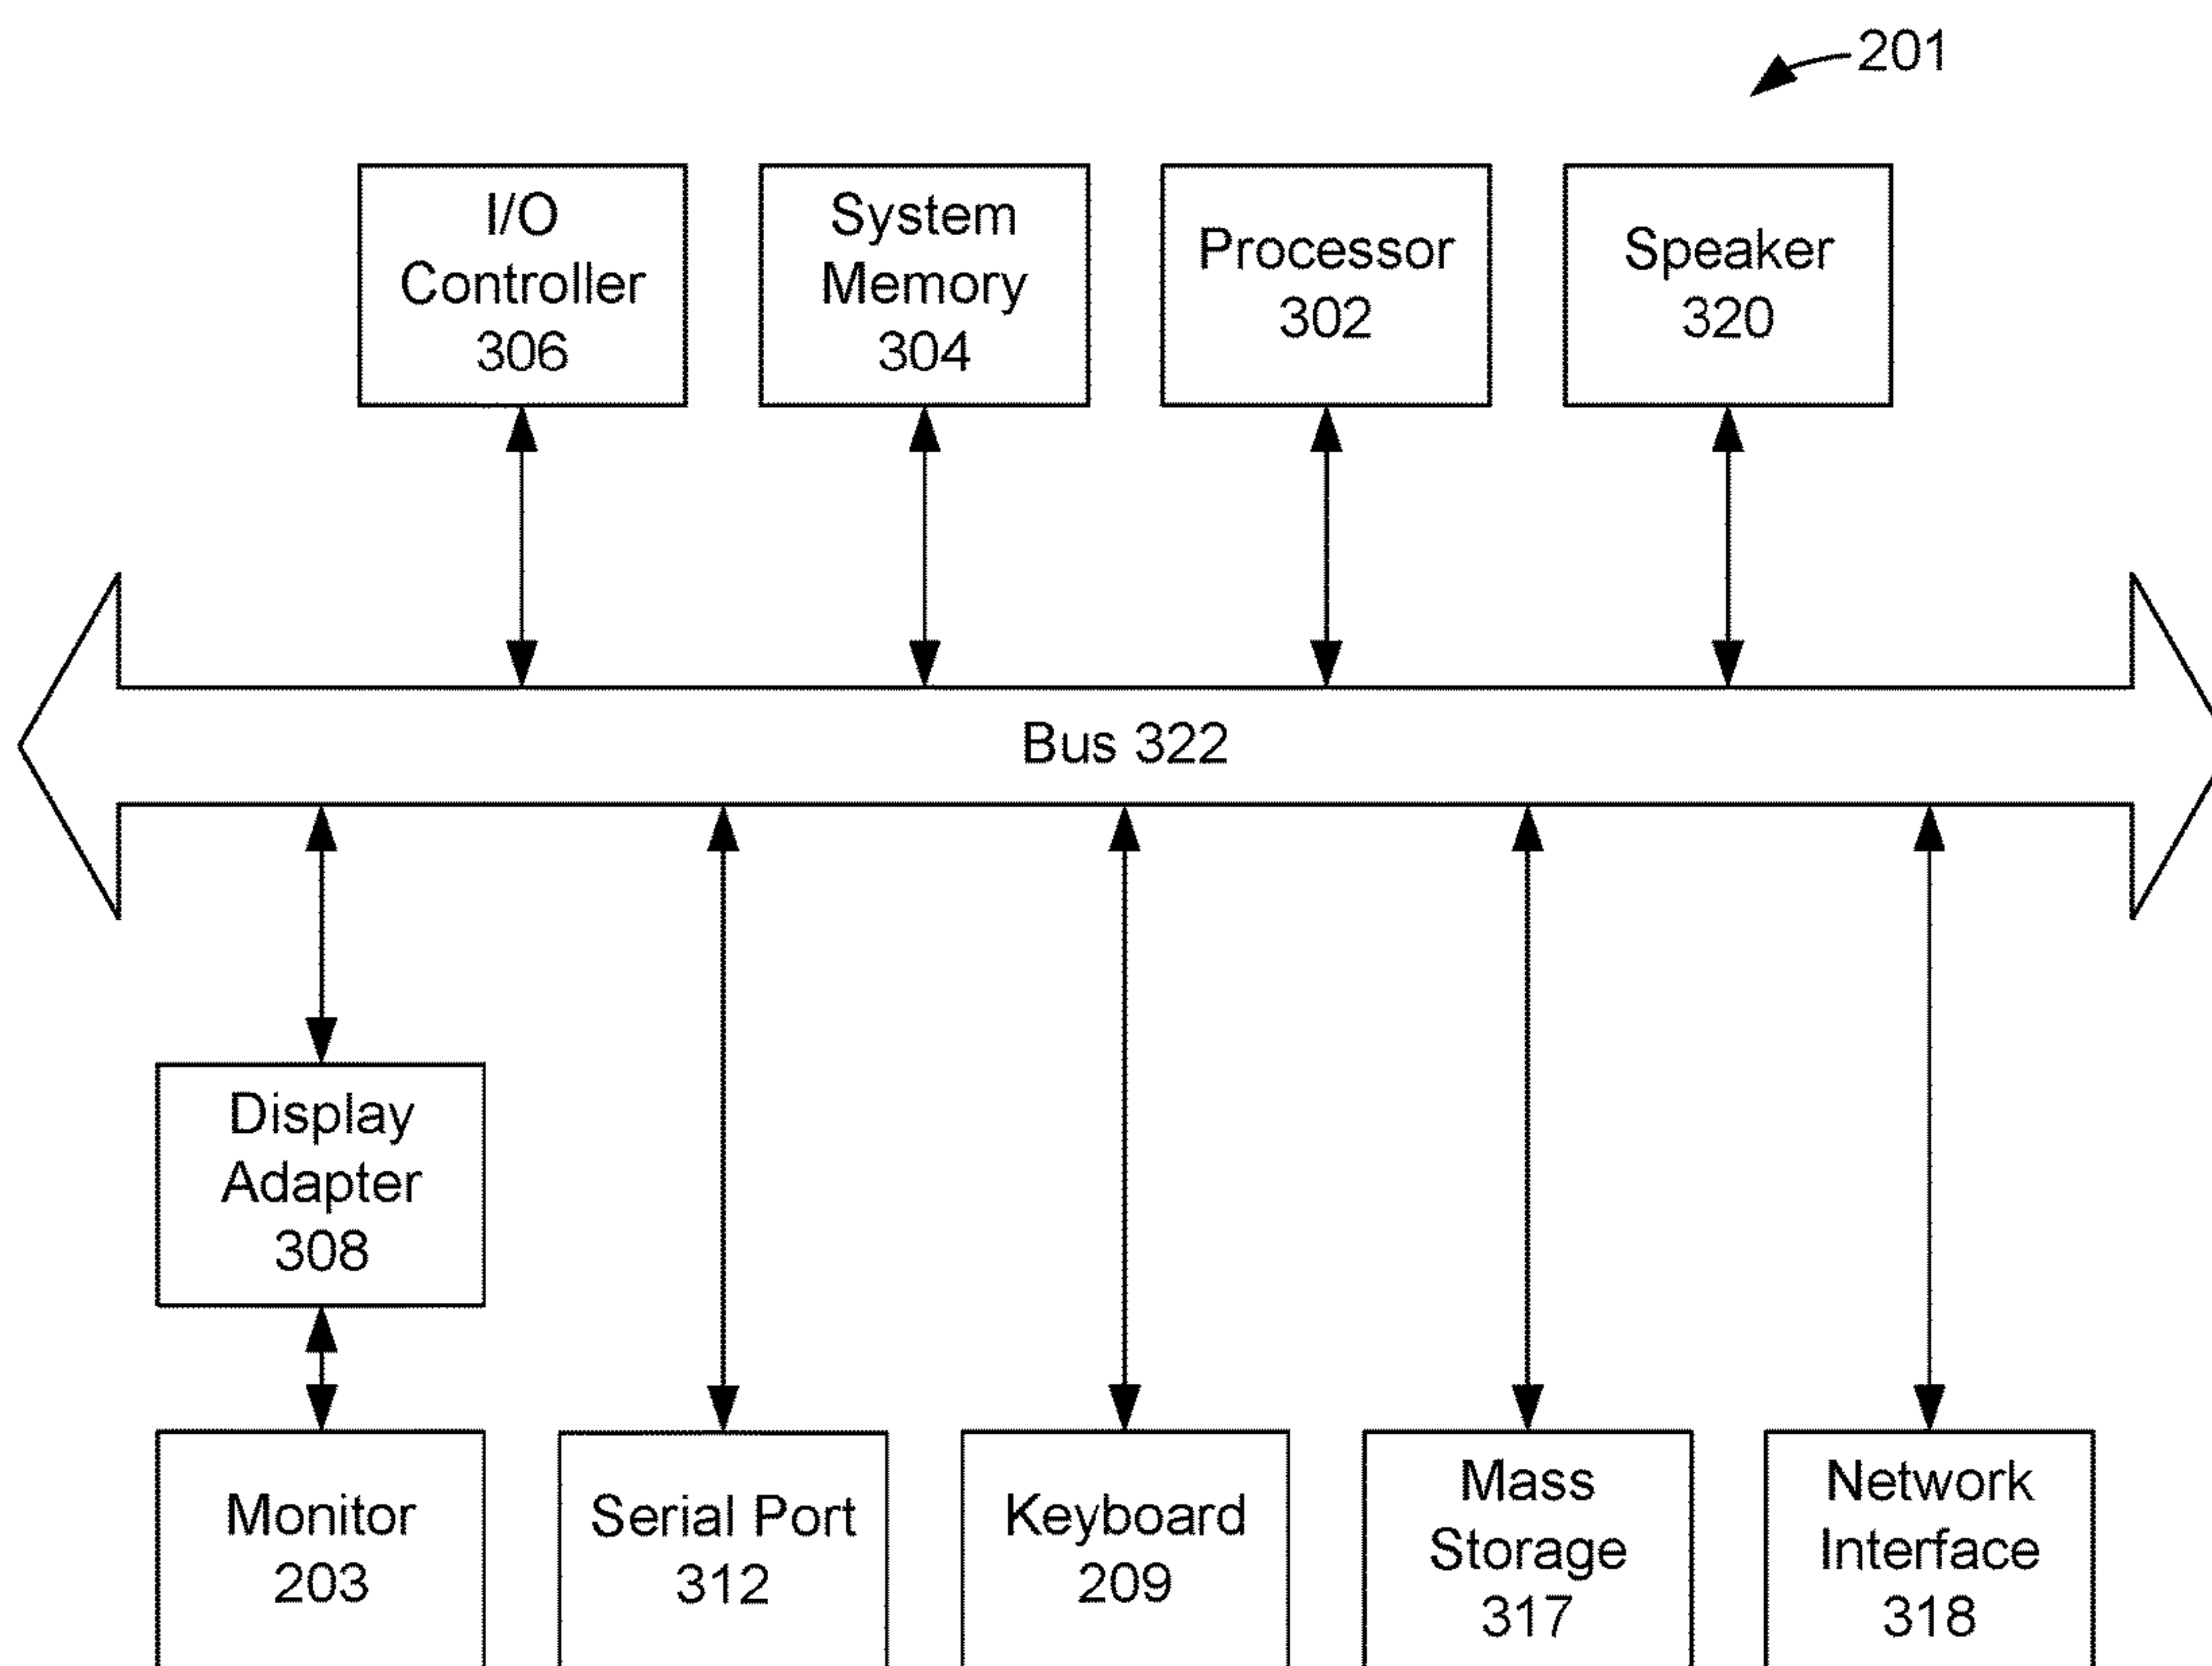 201
I/O
Controller
306
System
Memory
304
Processor
302
Speaker
320
Bus 322
Display
Adapter
308
Monitor
203
Serial Port
312
Keyboard
209
Mass
Storage
317
Network
Interface
318